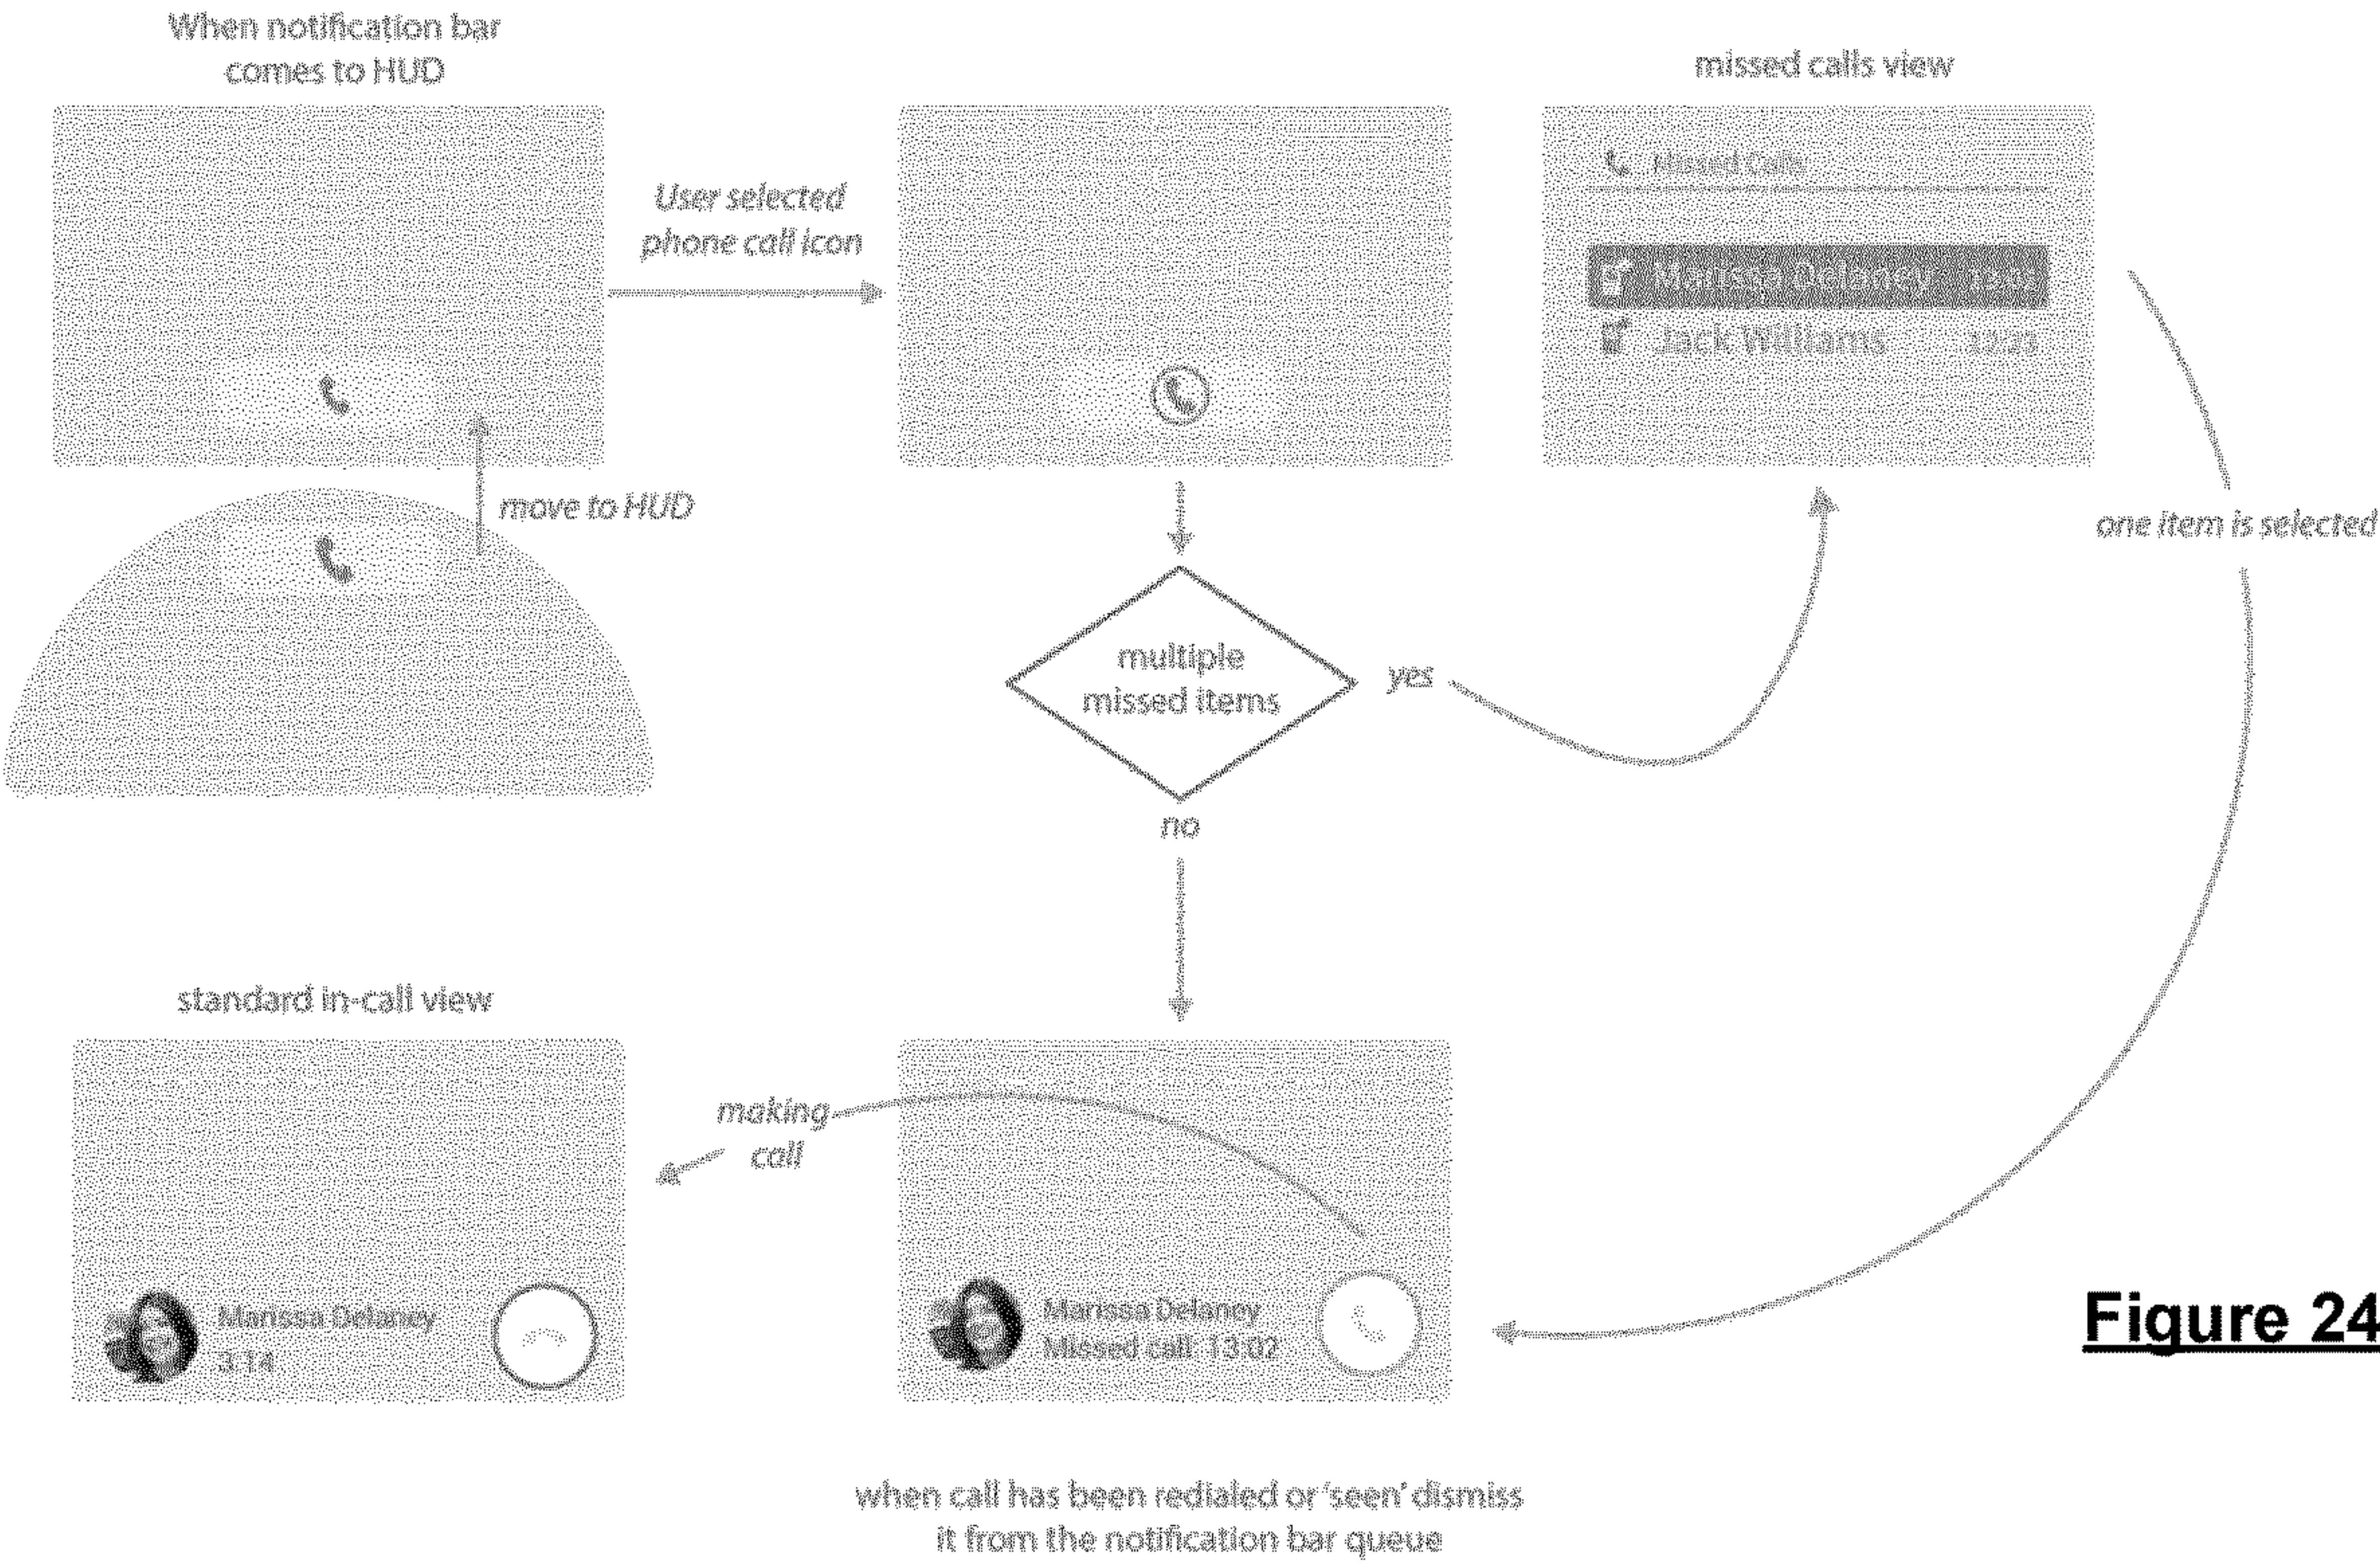 When notification bar
comes to HUD
missed calls view
User selected
phone call icon
Missed Calls
Marissa Delaney
Jack Williams 12:23
move to HUD
one item is selected
multiple
missed items
yes
no
standard in-call view
making
call
Marissa Delaney
3:14
Marissa Delaney
Missed call: 13:02
Figure 24
when call has been redialed or 'seen' dismiss
it from the notification bar queue